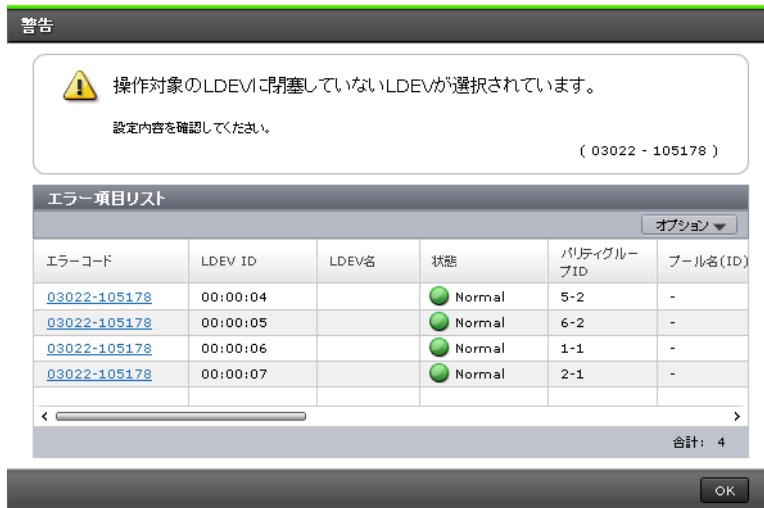 警告
操作対象のLDEVに閉塞していないLDEVが選択されています。
設定内容を確認してください。
( 03022 - 105178 )
エラー項目リスト
オプション
エラーコード LDEV ID LDEV名 状態 パリティグループID プール名(ID)
03022-105178 00:00:04 Normal 5-2 -
03022-105178 00:00:05 Normal 6-2 -
03022-105178 00:00:06 Normal 1-1 -
03022-105178 00:00:07 Normal 2-1 -
合計: 4
OK